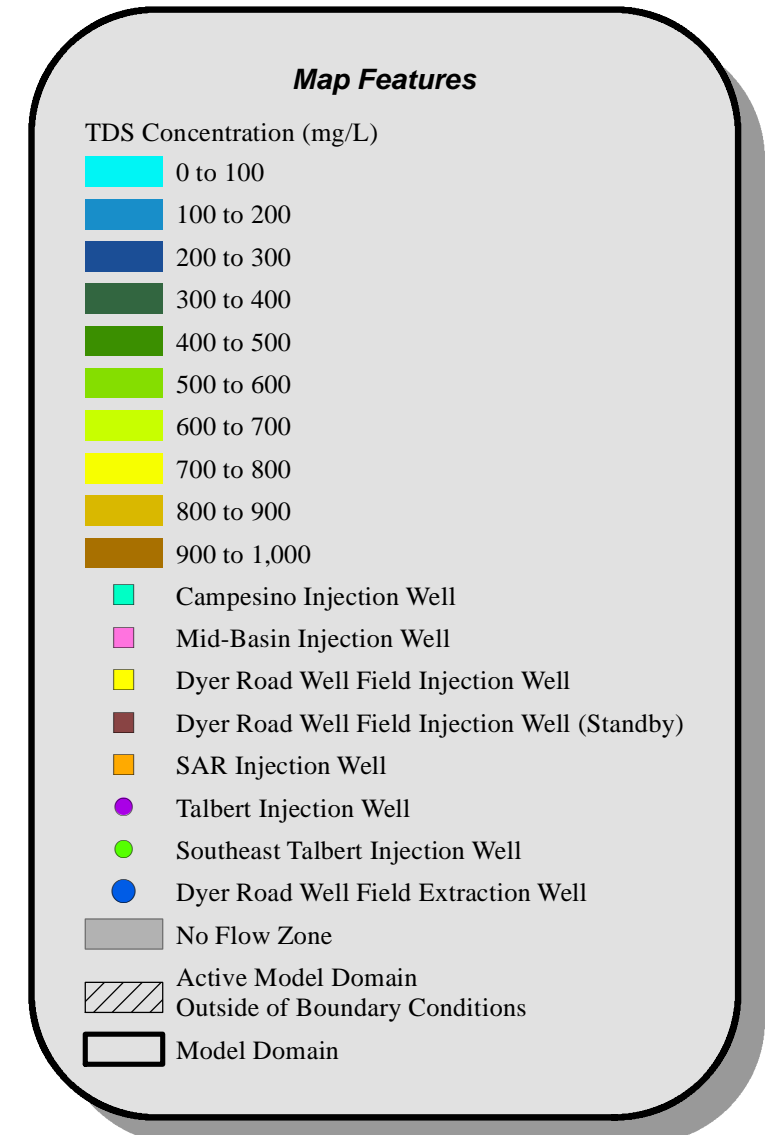 Map Features
TDS Concentration (mg/L)
0 to 100
100 to 200
200 to 300
300 to 400
400 to 500
500 to 600
600 to 700
700 to 800
800 to 900
900 to 1,000
Campesino Injection Well
Mid-Basin Injection Well
Dyer Road Well Field Injection Well
Dyer Road Well Field Injection Well (Standby)
SAR Injection Well
Talbert Injection Well
Southeast Talbert Injection Well
Dyer Road Well Field Extraction Well
No Flow Zone
Active Model Domain
Outside of Boundary Conditions
Model Domain